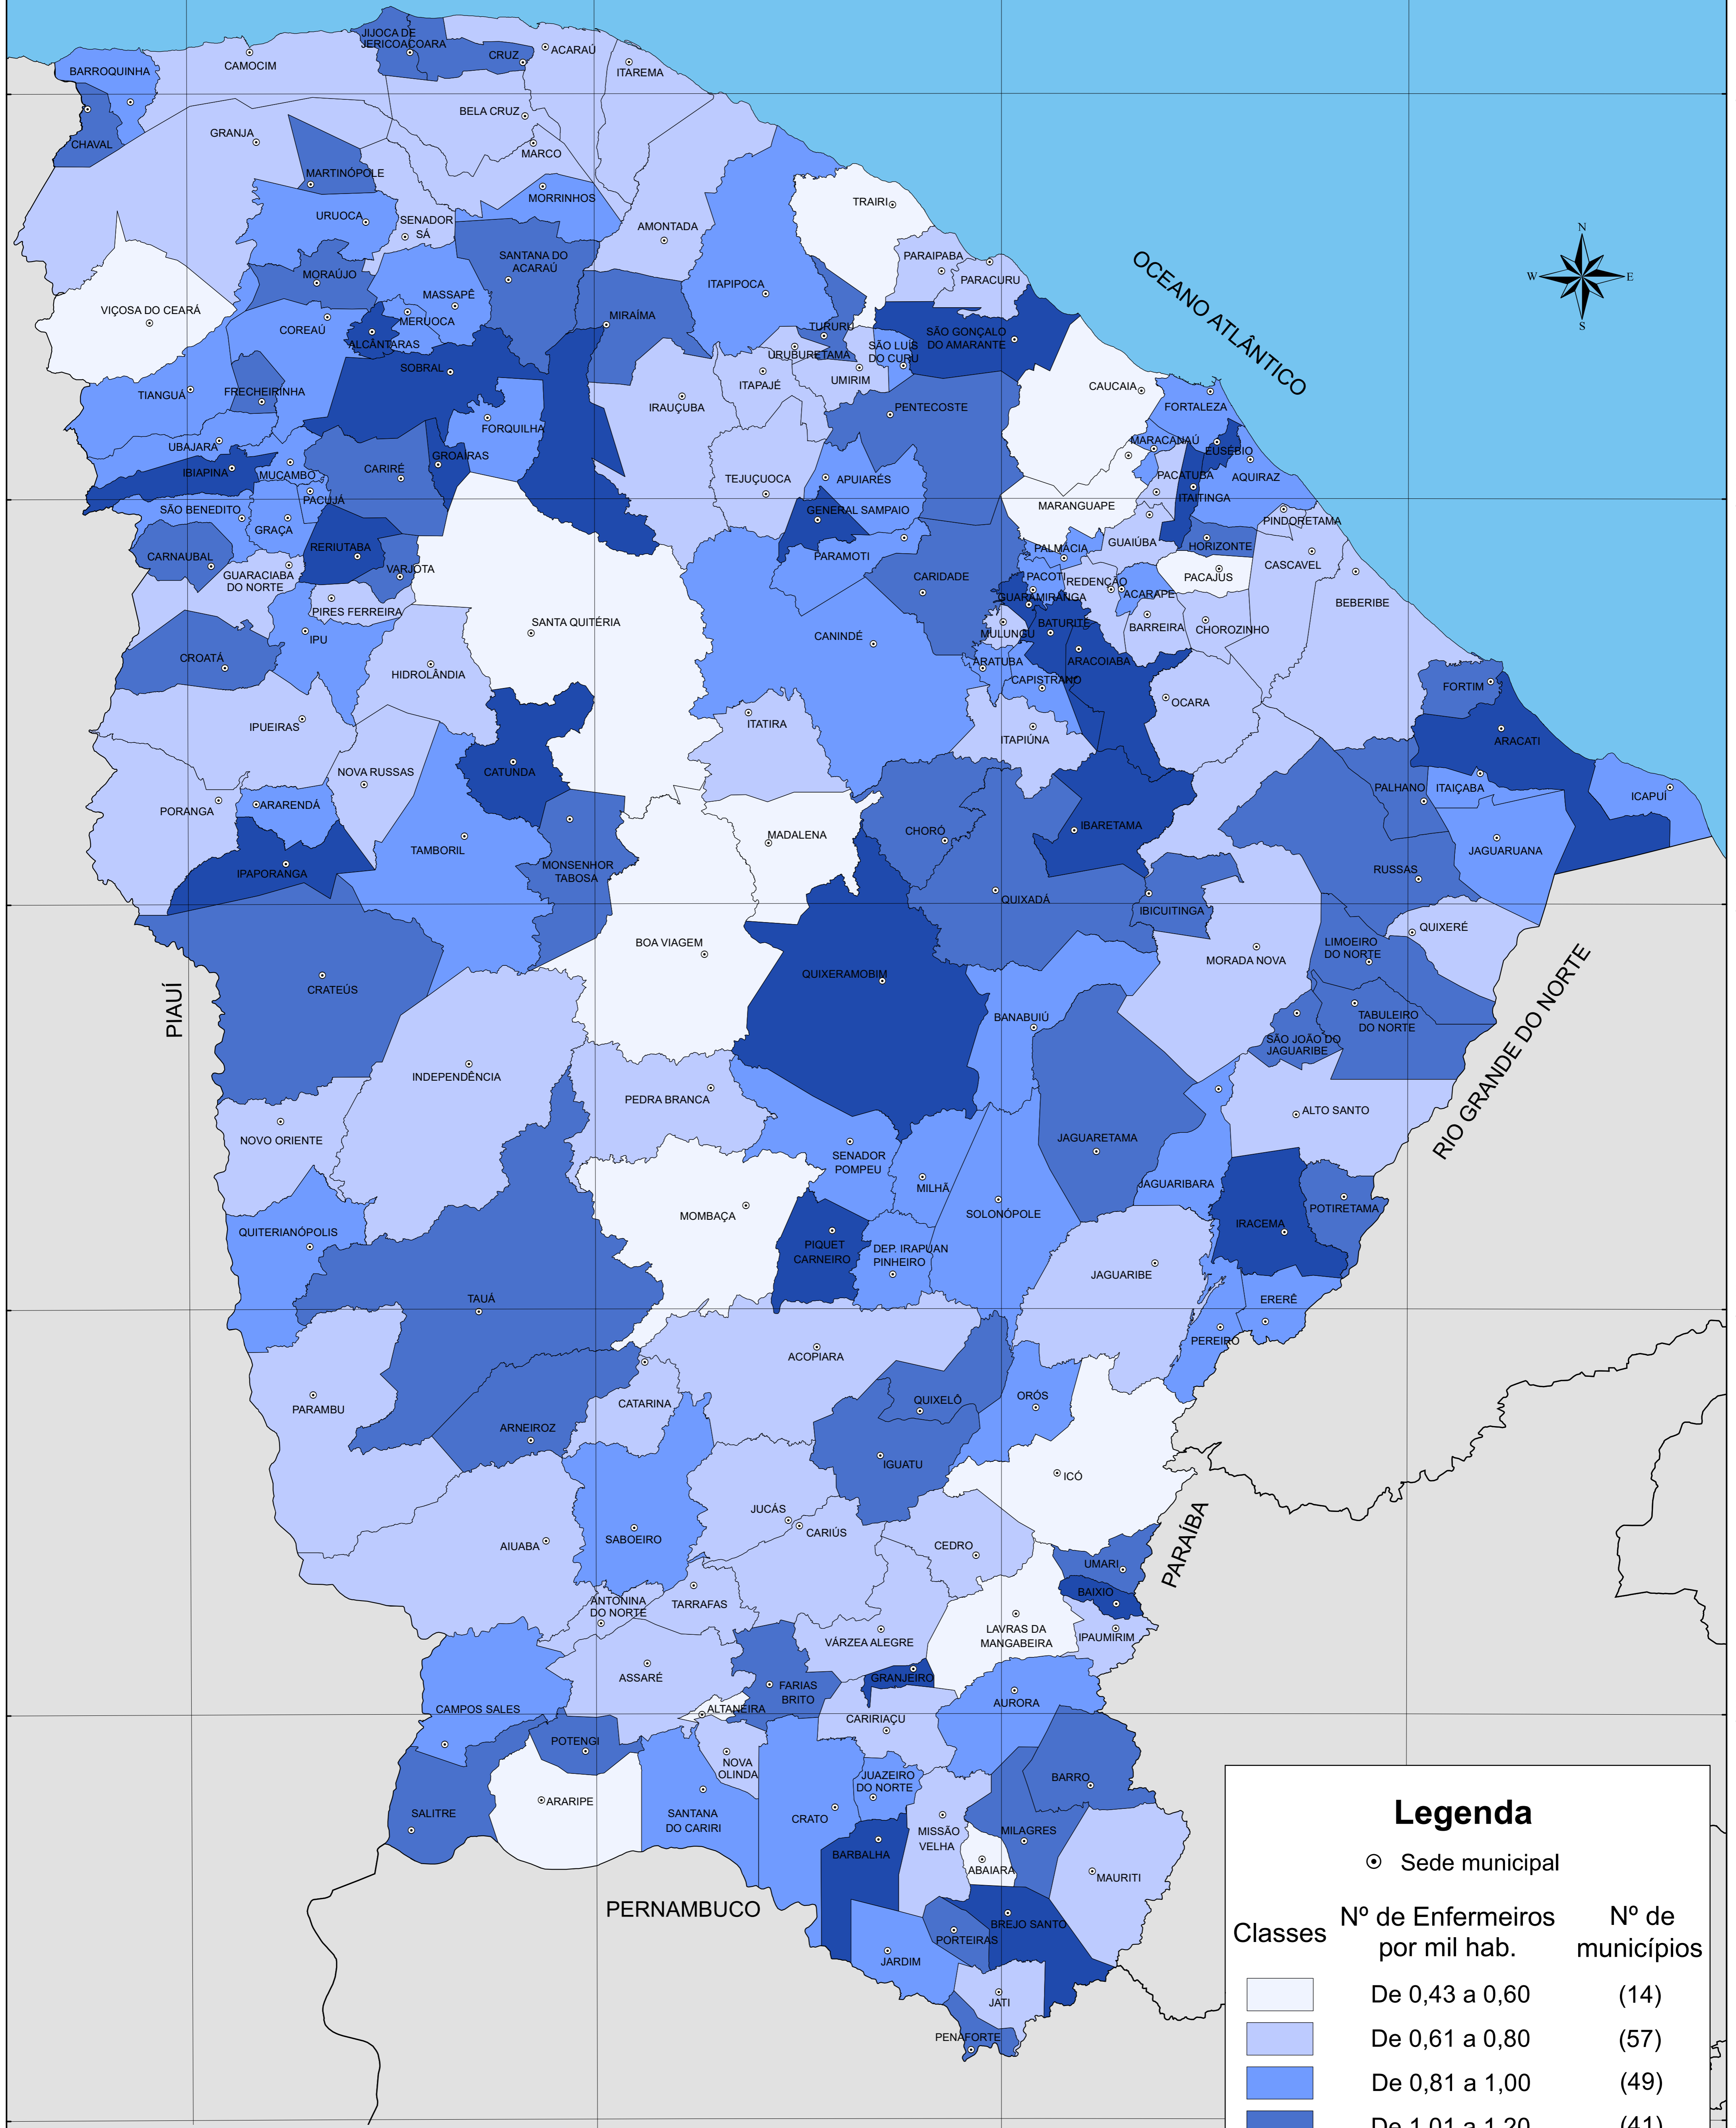 JIJOCA DE
JERICOACOARA
CRUZ
ACARAÚ
BARROQUINHA
CAMOCIM
ITAREMA
CHAVAL
GRANJA
BELA CRUZ
MARCO
MARTINÓPOLE
MORRINHOS
URUOCA
SENADOR
SÁ
AMONTADA
TRAIRI
MORAÚJO
SANTANA DO
ACARAÚ
ITAPIPOCA
PARAIPABA
PARACURU
OCEANO ATLÂNTICO
N
W
E
S
VIÇOSA DO CEARÁ
COREAÚ
MASSAPÊ
MERUOCA
ALCÂNTARAS
MIRAÍMA
TURURU
URUBURETAMA
SÃO LUÍS
DO CURU
SÃO GONÇALO
DO AMARANTE
SOBRAL
TIANGUÁ
FRECHEIRINHA
IRAUÇUBA
ITAPAJÉ
UMIRIM
PENTECOSTE
CAUCAIA
FORTALEZA
FORQUILHA
UBAJARA
IBIAPINA
MUCAMBO
CARIRÉ
GROAÍRAS
TEJUÇUOCA
APUIARÉS
MARACANAÚ
EUSÉBIO
PACATUBA
AQUIRAZ
ITAITINGA
PACUJÁ
SÃO BENEDITO
GRAÇA
GENERAL SAMPAIO
MARANGUAPE
PINDORETAMA
CARNAUBAL
RERIUTABA
GUARACIABA
DO NORTE
VARJOTA
PARAMOTI
PALMÁCIA
GUAIÚBA
HORIZONTE
CASCAVEL
CARIDADE
PACOTI
REDENÇÃO
PACAJUS
GUARAMIRANGA
ACARAPE
BEBERIBE
PIRES FERREIRA
IPU
SANTA QUITÉRIA
CANINDÉ
MULUNGU
BATURITÉ
BARREIRA
CHOROZINHO
CROATÁ
HIDROLÂNDIA
ARATUBA
ARACOIABA
CAPISTRANO
OCARA
FORTIM
IPUEIRAS
ITATIRA
ITAPIÚNA
ARACATI
NOVA RUSSAS
CATUNDA
PORANGA
ARARENDÁ
PALHANO
ITAIÇABA
ICAPUÍ
TAMBORIL
MADALENA
CHORÓ
IBARETAMA
IPAPORANGA
MONSENHOR
TABOSA
JAGUARUANA
RUSSAS
QUIXADÁ
IBICUITINGA
QUIXERÉ
BOA VIAGEM
LIMOEIRO
DO NORTE
MORADA NOVA
CRATEÚS
QUIXERAMOBIM
PIAUÍ
BANABUIÚ
TABULEIRO
DO NORTE
SÃO JOÃO DO
JAGUARIBE
RIO GRANDE DO NORTE
INDEPENDÊNCIA
PEDRA BRANCA
ALTO SANTO
NOVO ORIENTE
JAGUARETAMA
SENADOR
POMPEU
MILHÃ
JAGUARIBARA
MOMBAÇA
SOLONÓPOLE
IRACEMA
POTIRETAMA
QUITERIANÓPOLIS
PIQUET
CARNEIRO
DEP. IRAPUAN
PINHEIRO
JAGUARIBE
TAUÁ
ERERÊ
PEREIRO
ACOPIARA
PARAMBU
CATARINA
QUIXELÔ
ORÓS
ARNEIROZ
IGUATU
ICÓ
JUCÁS
CARIÚS
PARAÍBA
AIUABA
SABOEIRO
CEDRO
UMARI
BAIXIO
ANTONINA
DO NORTE
TARRAFAS
LAVRAS DA
MANGABEIRA
IPAUMIRIM
VÁRZEA ALEGRE
ASSARÉ
FARIAS
BRITO
GRANJEIRO
CAMPOS SALES
ALTANEIRA
AURORA
CARIRIAÇU
POTENGI
NOVA
OLINDA
JUAZEIRO
DO NORTE
BARRO
SALITRE
ARARIPE
SANTANA
DO CARIRI
CRATO
MISSÃO
VELHA
MILAGRES
BARBALHA
ABAIARA
MAURITI
PERNAMBUCO
BREJO SANTO
PORTEIRAS
JARDIM
JATI
PENAFORTE
Legenda
Sede municipal
Classes Nº de Enfermeiros por mil hab. Nº de municípios
De 0,43 a 0,60 (14)
De 0,61 a 0,80 (57)
De 0,81 a 1,00 (49)
De 1,01 a 1,20 (41)